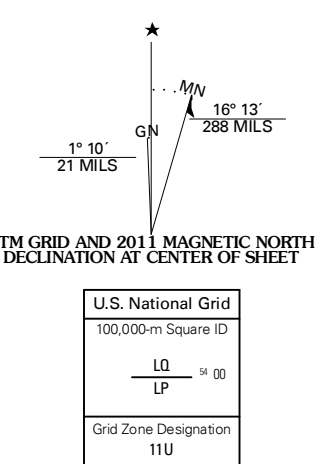 MN
GN
16° 13´
288 MILS
1° 10´
21 MILS
TM GRID AND 2011 MAGNETIC NORTH
DECLINATION AT CENTER OF SHEET
U.S. National Grid
100,000-m Square ID
LQ
54 00
LP
Grid Zone Designation
11U